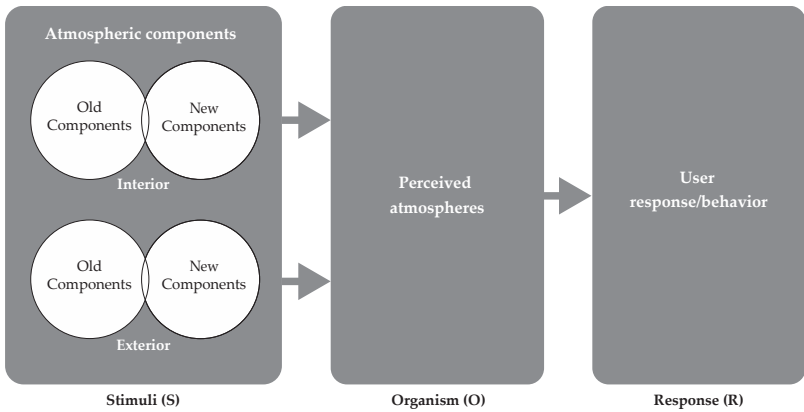 Atmospheric components
Old
Components
New
Components
Interior
Old
Components
New
Components
Exterior
Stimuli (S)
Perceived
atmospheres
Organism (O)
User
response/behavior
Response (R)